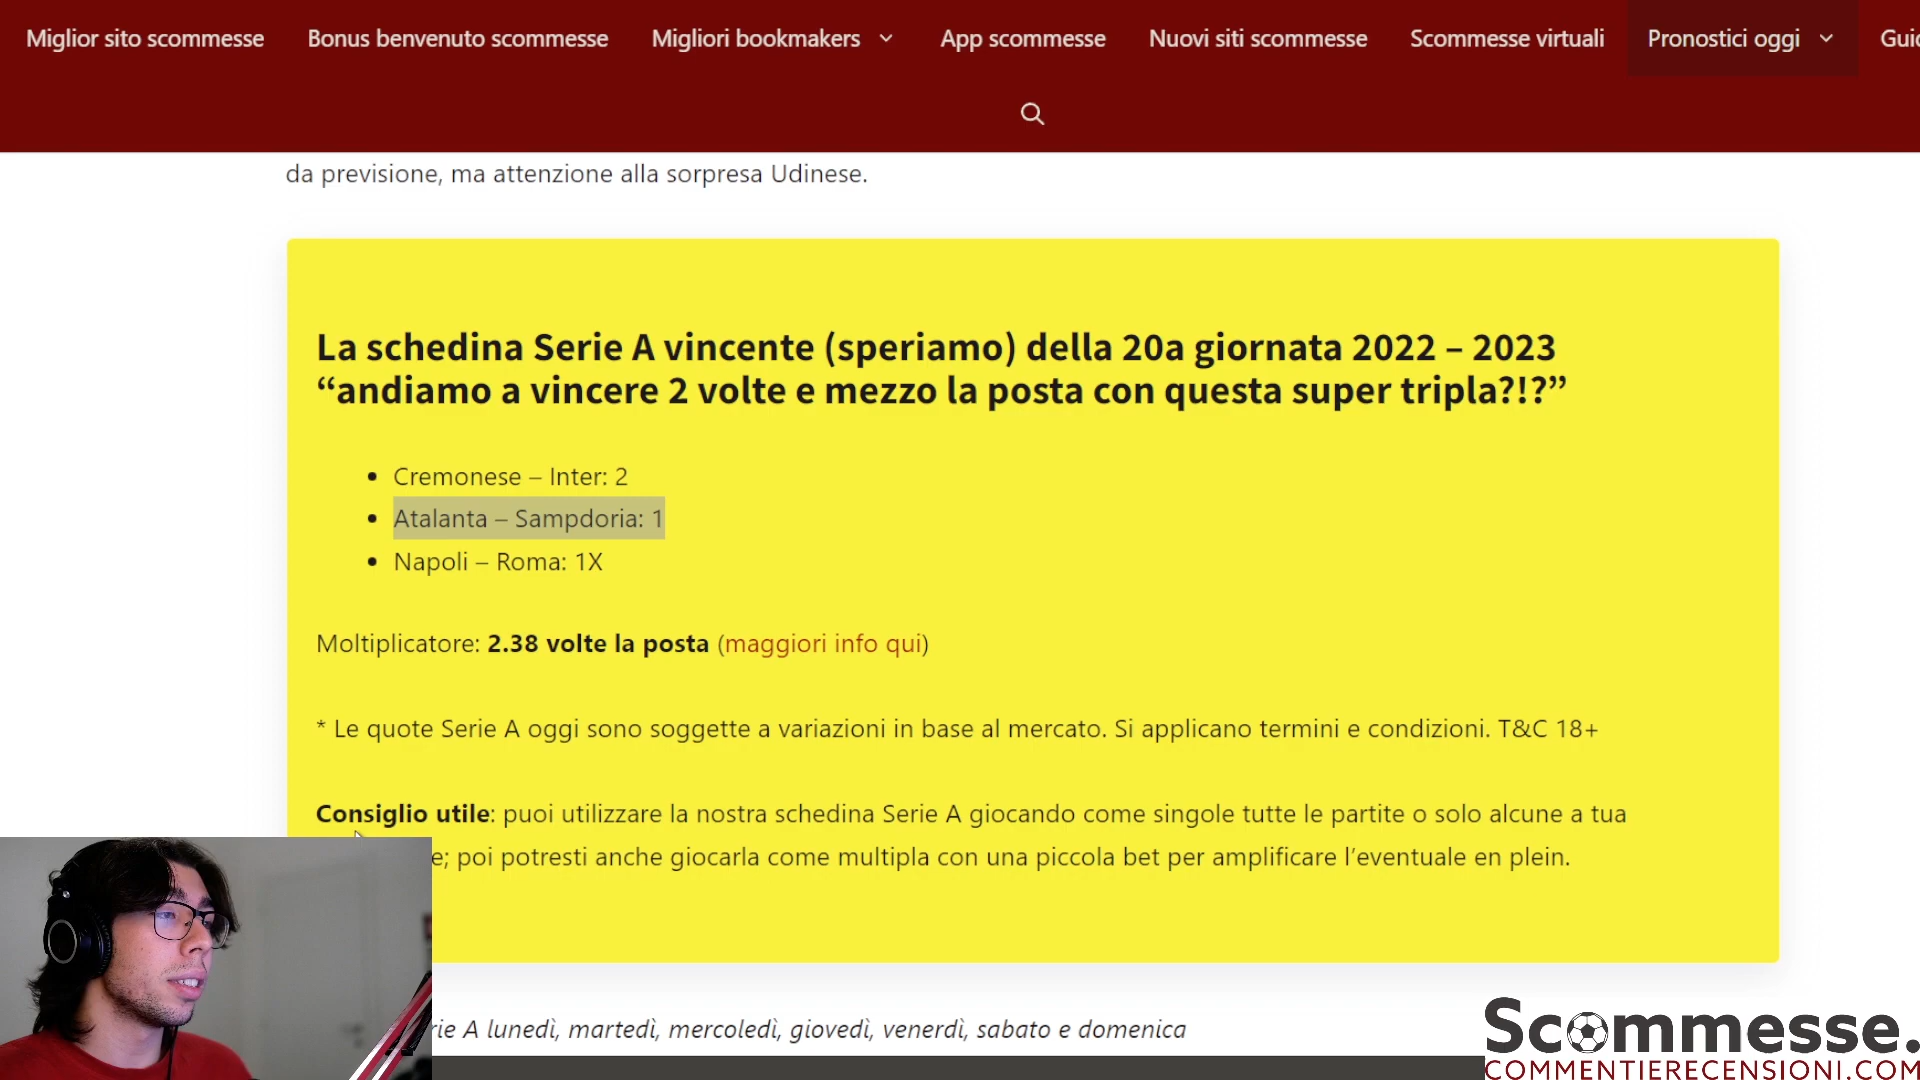 Miglior sito scommesse
Bonus benvenuto scommesse
Migliori bookmakers
App scommesse
Nuovi siti scommesse
Scommesse virtuali
Pronostici oggi
da previsione, ma attenzione alla sorpresa Udinese.
La schedina Serie A vincente (speriamo) della 20a giornata 2022 – 2023
“andiamo a vincere 2 volte e mezzo la posta con questa super tripla?!?”
• Cremonese – Inter: 2
• Atalanta – Sampdoria: 1
• Napoli – Roma: 1X
Moltiplicatore: 2.38 volte la posta (maggiori info qui)
* Le quote Serie A oggi sono soggette a variazioni in base al mercato. Si applicano termini e condizioni. T&C 18+
Consiglio utile: puoi utilizzare la nostra schedina Serie A giocando come singole tutte le partite o solo alcune a tua
e; poi potresti anche giocarla come multipla con una piccola bet per amplificare l’eventuale en plein.
rie A lunedì, martedì, mercoledì, giovedì, venerdì, sabato e domenica
Scommesse.
COMMENTIERECENSIONI.COM